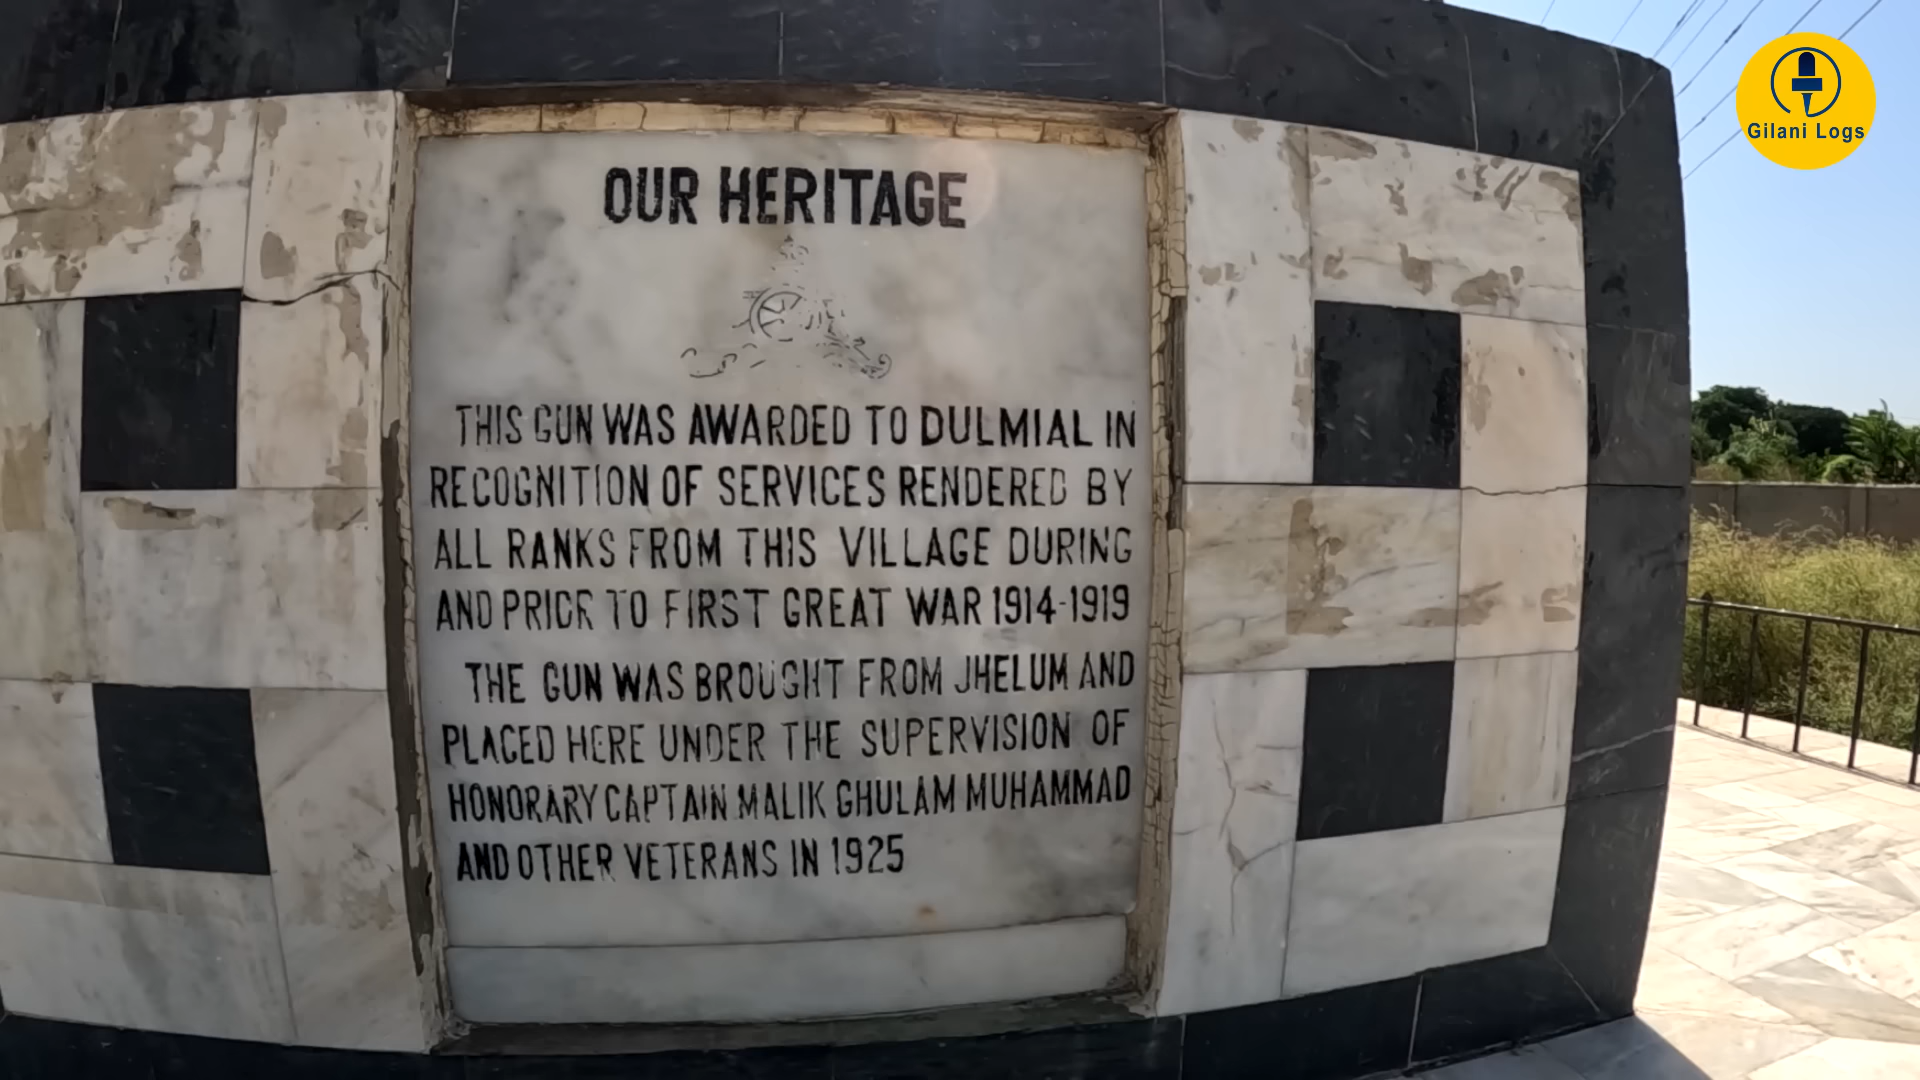 Gilani Logs
OUR HERITAGE
THIS GUN WAS AWARDED TO DULMIAL IN
RECOGNITION OF SERVICES RENDERED BY
ALL RANKS FROM THIS VILLAGE DURING
AND PRIOR TO FIRST GREAT WAR 1914-1919
THE GUN WAS BROUGHT FROM JHELUM AND
PLACED HERE UNDER THE SUPERVISION OF
HONORARY CAPTAIN MALIK GHULAM MUHAMMAD
AND OTHER VETERANS IN 1925